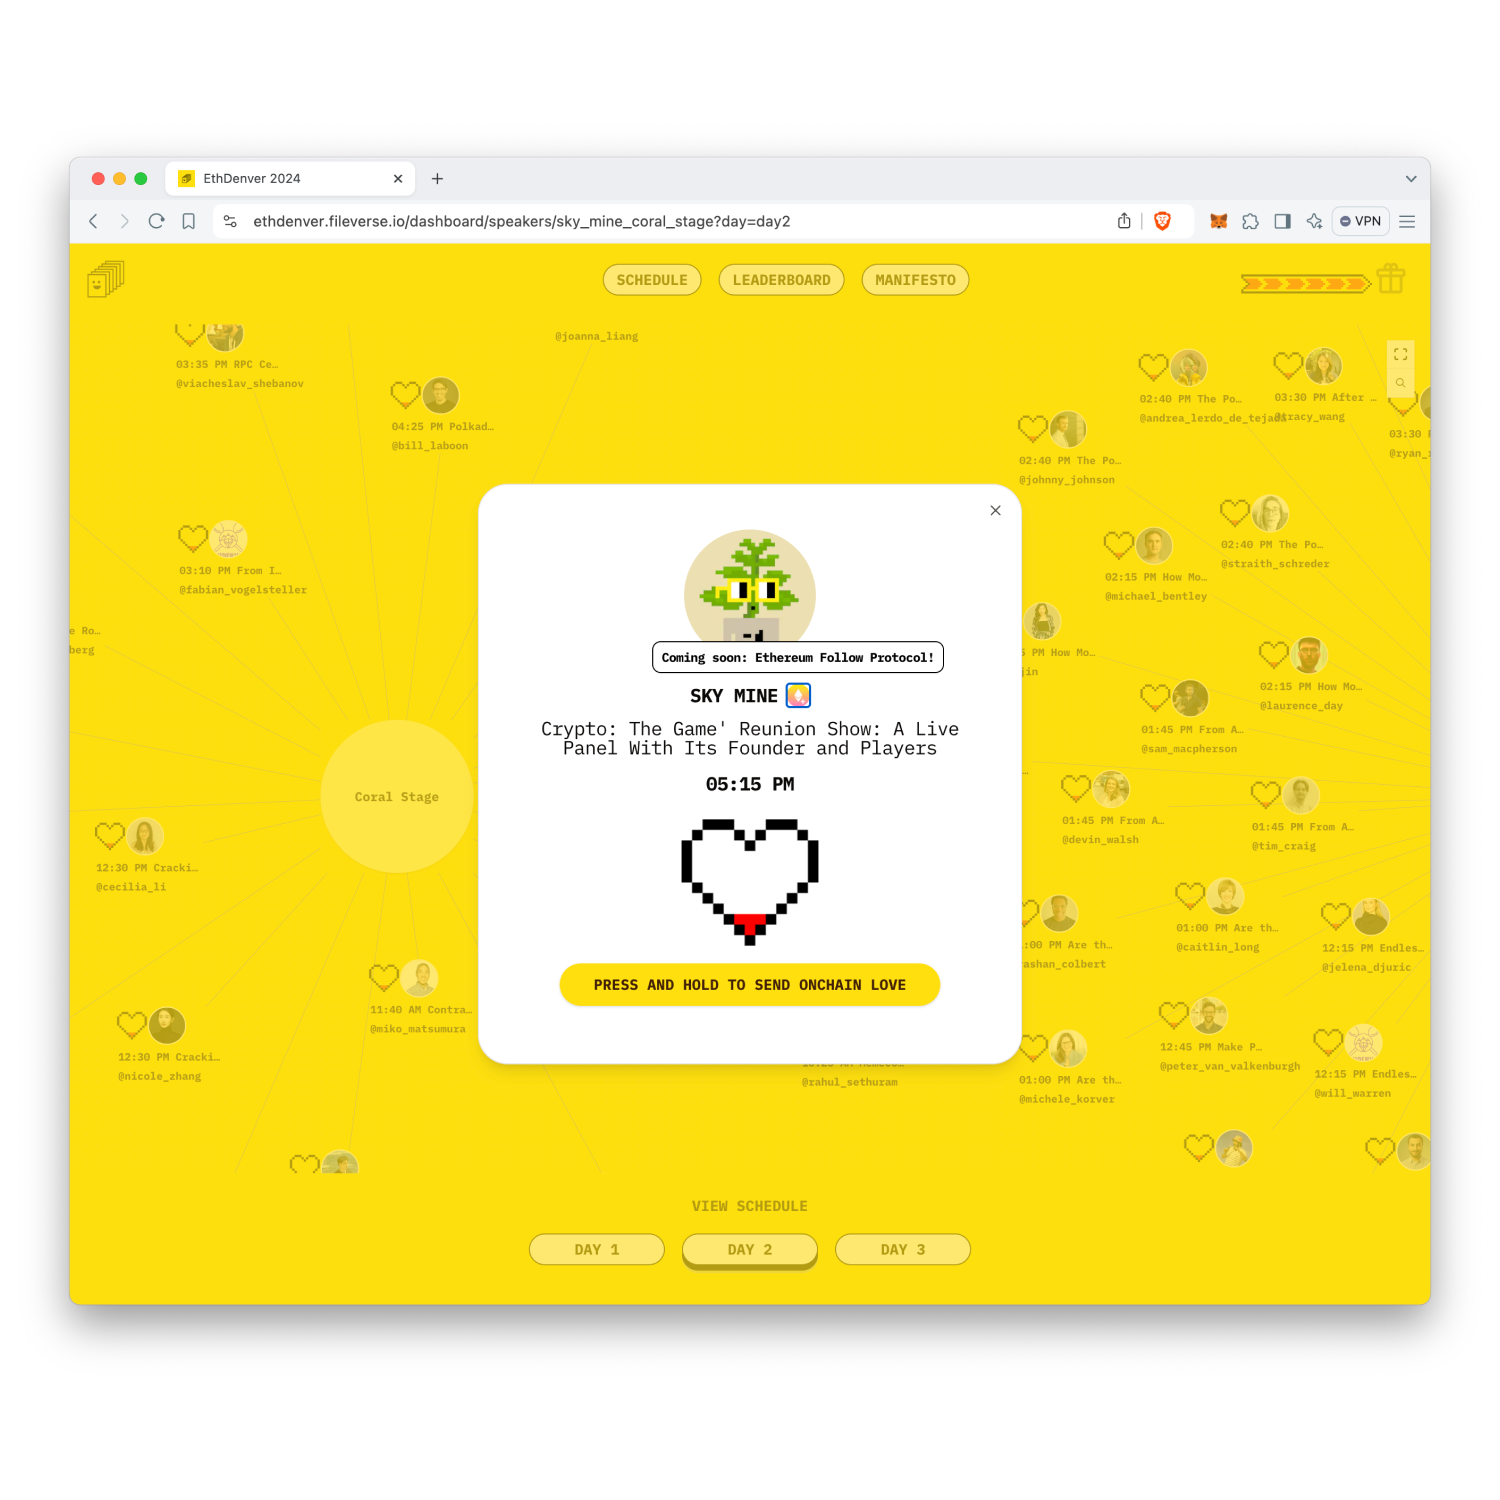 EthDenver 2024
ethdenver.fileverse.io/dashboard/speakers/sky_mine_coral_stage?day=day2
VPN
SCHEDULE
LEADERBOARD
MANIFESTO
03:35 PM RPC Ce…
@viacheslav_shebanov
@joanna_liang
04:25 PM Polkad…
@bill_laboon
03:10 PM From I…
@fabian_vogelsteller
e Ro…
berg
Coral Stage
12:30 PM Cracki…
@cecilia_li
11:40 AM Contra…
@miko_matsumura
12:30 PM Cracki…
@nicole_zhang
Coming soon: Ethereum Follow Protocol!
SKY MINE
Crypto: The Game' Reunion Show: A Live
Panel With Its Founder and Players
05:15 PM
PRESS AND HOLD TO SEND ONCHAIN LOVE
@rahul_sethuram
02:40 PM The Po…
@andrea_lerdo_de_tejada
03:30 PM After …
@tracy_wang
03:30
@ryan_
02:40 PM The Po…
@johnny_johnson
02:40 PM The Po…
@straith_schreder
02:15 PM How Mo…
@michael_bentley
5 PM How Mo…
jin
02:15 PM How Mo…
@laurence_day
01:45 PM From A…
@sam_macpherson
01:45 PM From A…
@devin_walsh
01:45 PM From A…
@tim_craig
:00 PM Are th…
ashan_colbert
01:00 PM Are th…
@caitlin_long
12:15 PM Endles…
@jelena_djuric
12:45 PM Make P…
@peter_van_valkenburgh
01:00 PM Are th…
@michele_korver
12:15 PM Endles…
@will_warren
VIEW SCHEDULE
DAY 1
DAY 2
DAY 3